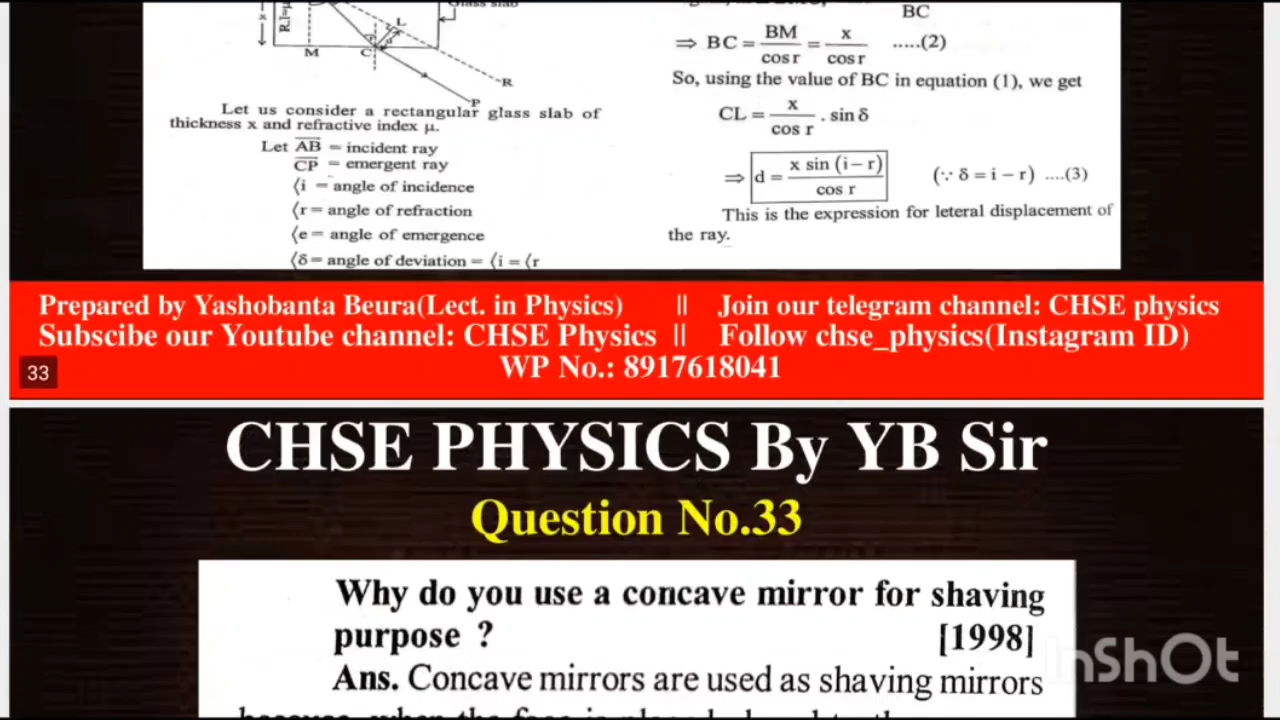 x
R.I=μ
L
Glass slab
M
C
R
P
Let us consider a rectangular glass slab of
thickness x and refractive index μ.
Let AB = incident ray
CP = emergent ray
⟨i = angle of incidence
⟨r = angle of refraction
⟨e = angle of emergence
⟨δ = angle of deviation = ⟨i = ⟨r
BC
⇒ BC = BM/cos r = x/cos r .....(2)
So, using the value of BC in equation (1), we get
CL = x/cos r . sin δ
⇒ d = x sin (i – r)/cos r (∵ δ = i – r) ....(3)
This is the expression for leteral displacement of
the ray.
Prepared by Yashobanta Beura(Lect. in Physics) || Join our telegram channel: CHSE physics
Subscibe our Youtube channel: CHSE Physics || Follow chse_physics(Instagram ID)
WP No.: 8917618041
33
CHSE PHYSICS By YB Sir
Question No.33
Why do you use a concave mirror for shaving
purpose ? [1998]
Ans. Concave mirrors are used as shaving mirrors
InShOt